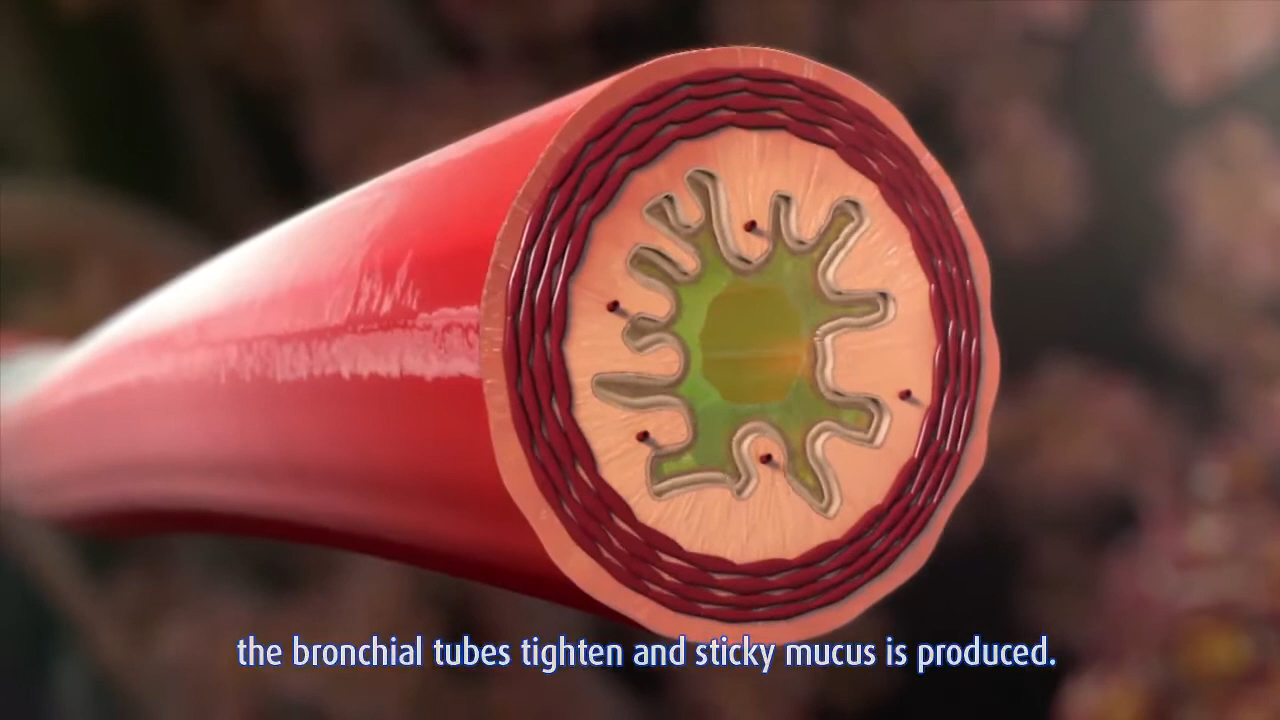 the bronchial tubes tighten and sticky mucus is produced.